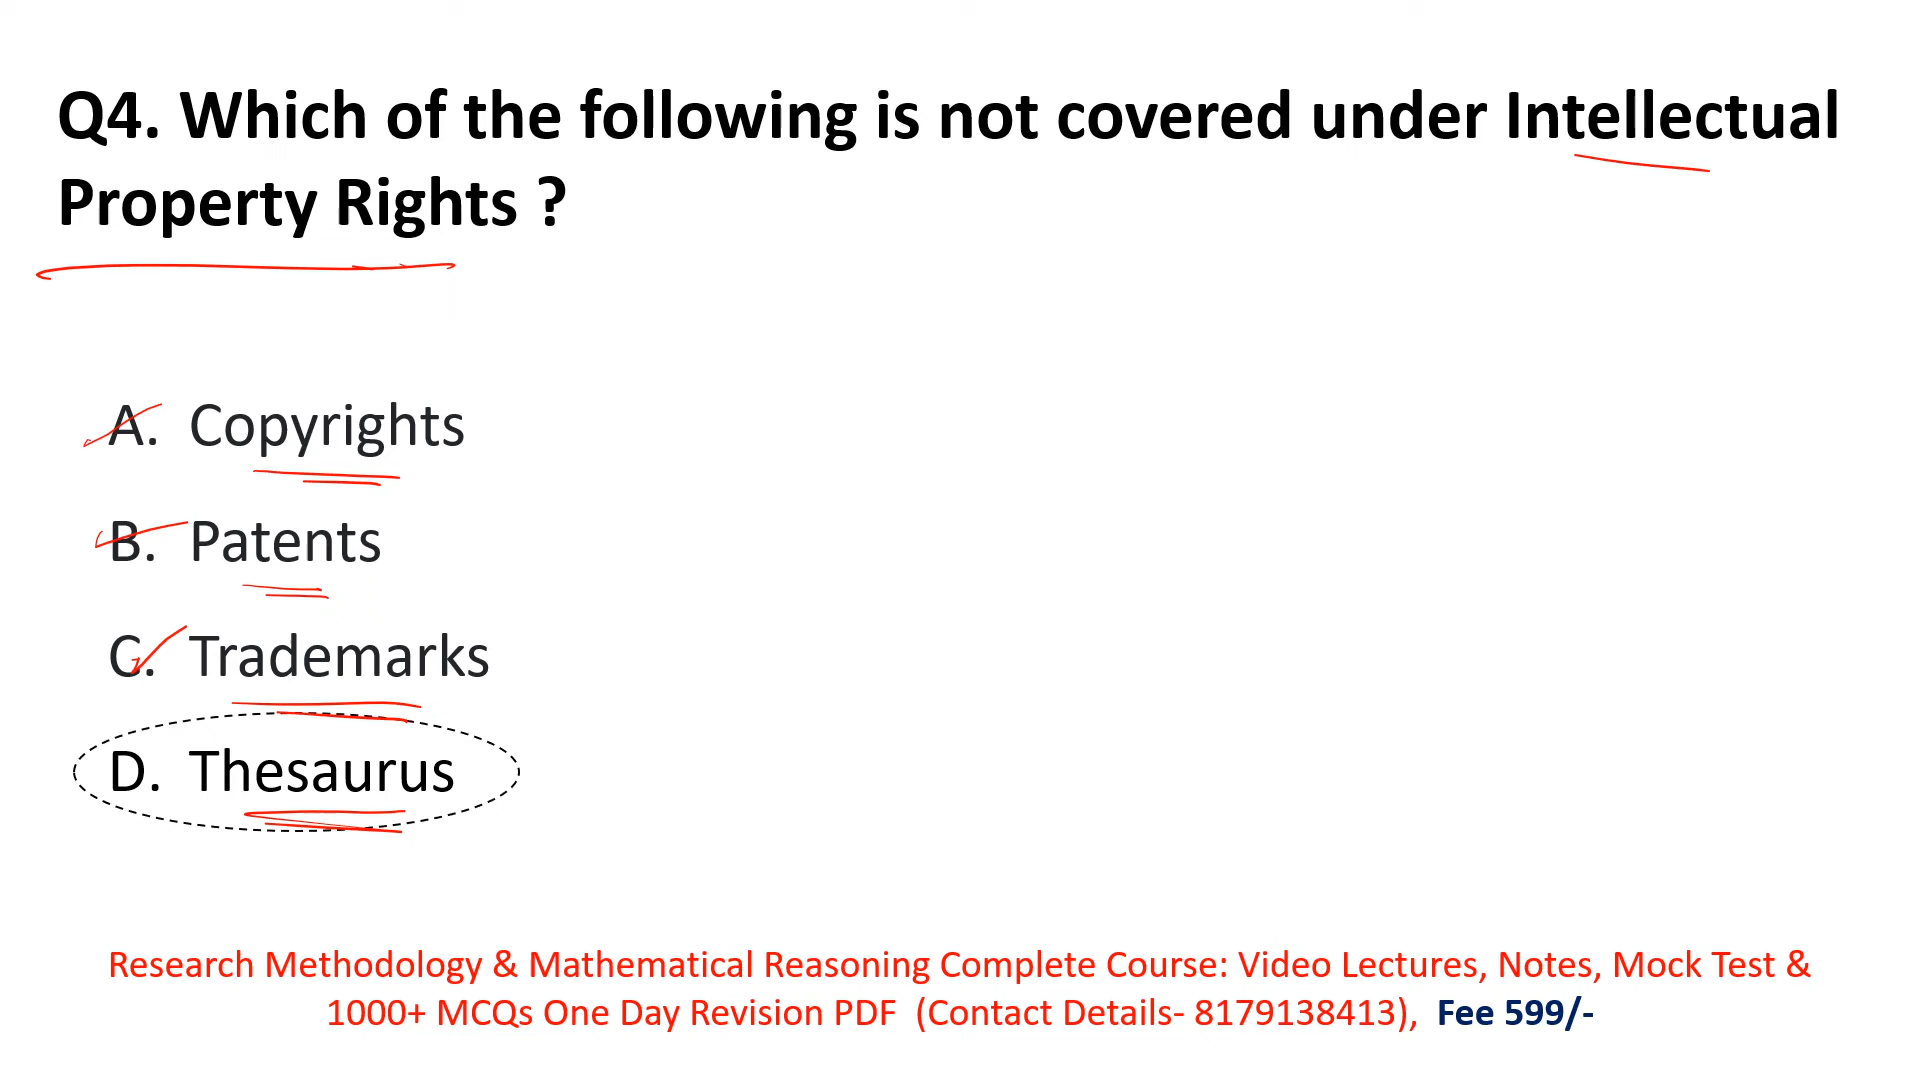 Q4. Which of the following is not covered under Intellectual
Property Rights ?
A. Copyrights
B. Patents
C. Trademarks
D. Thesaurus
Research Methodology & Mathematical Reasoning Complete Course: Video Lectures, Notes, Mock Test &
1000+ MCQs One Day Revision PDF (Contact Details- 8179138413), Fee 599/-